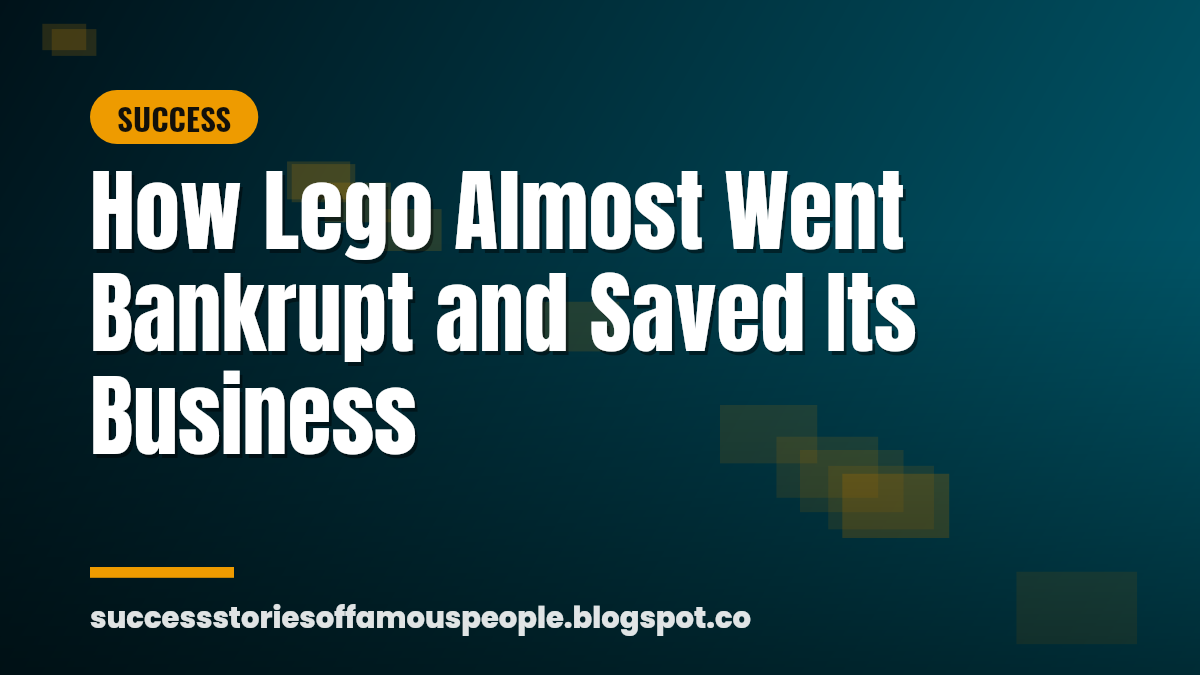 SUCCESS
How Lego Almost Went
Bankrupt and Saved Its
Business
successstoriesoffamouspeople.blogspot.co